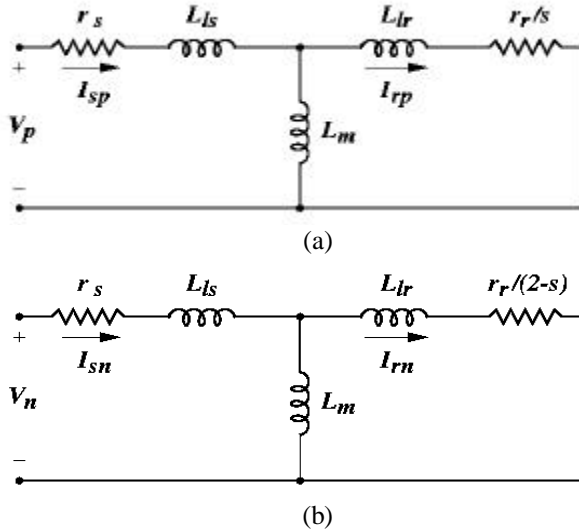 r s L ls L lr r r /s
+ I sp I rp
V p L m
−
(a)
r s L ls L lr r r /(2-s)
+ I sn I rn
V n L m
−
(b)